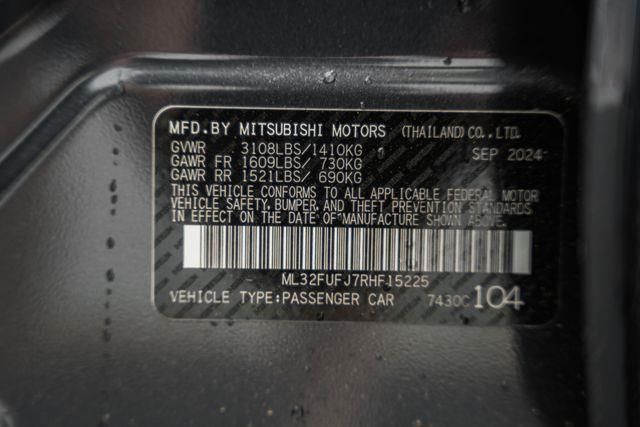 MFD.BY MITSUBISHI MOTORS (THAILAND) CO., LTD.
GVWR 3108LBS/1410KG SEP 2024
GAWR FR 1609LBS/ 730KG
GAWR RR 1521LBS/ 690KG
THIS VEHICLE CONFORMS TO ALL APPLICABLE FEDERAL MOTOR
VEHICLE SAFETY, BUMPER, AND THEFT PREVENTION STANDARDS
IN EFFECT ON THE DATE OF MANUFACTURE SHOWN ABOVE.
ML32FUFJ7RHF15225
VEHICLE TYPE:PASSENGER CAR 7430C 104